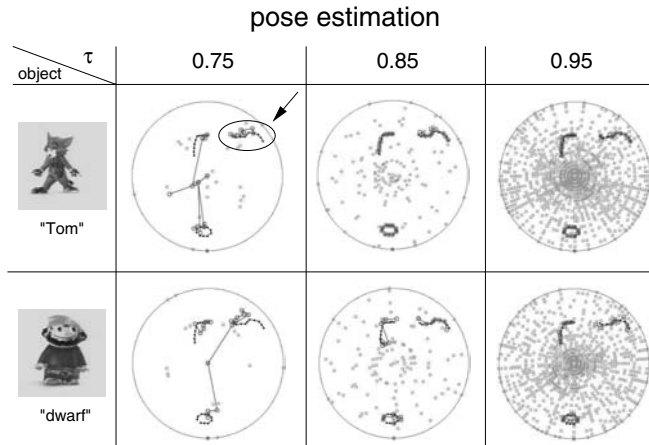 pose estimation
τ
object
0.75
0.85
0.95
"Tom"
"dwarf"